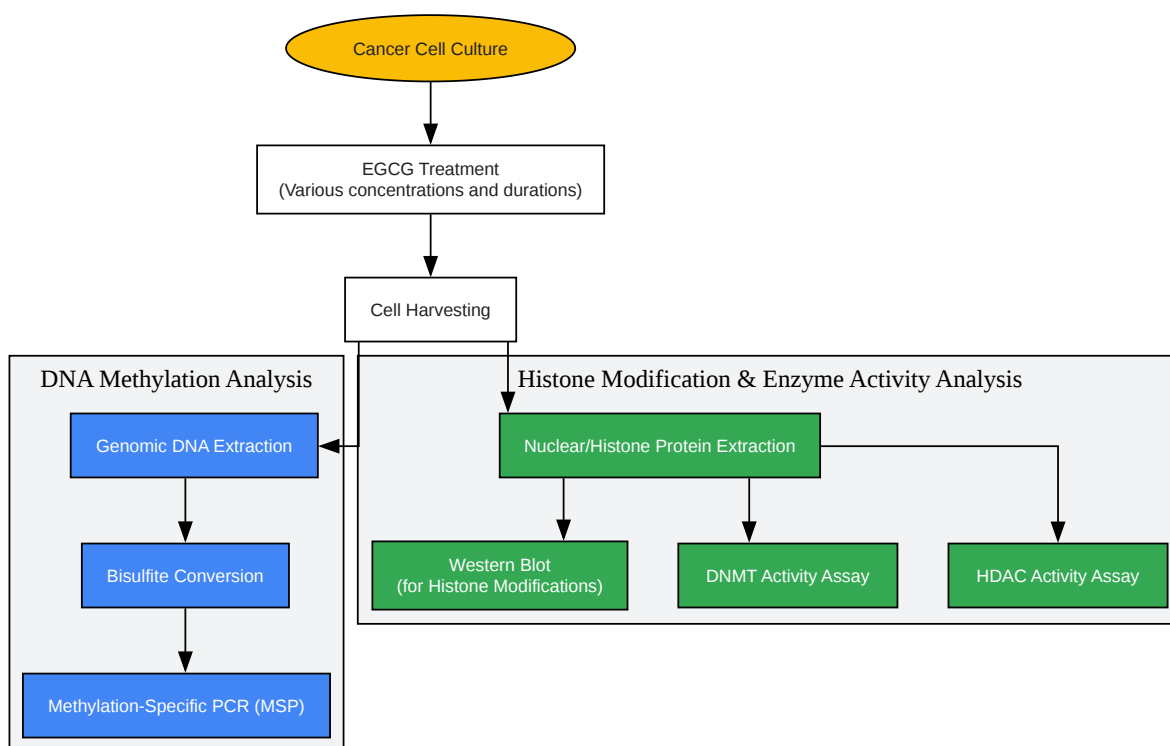 Cancer Cell Culture
EGCG Treatment
(Various concentrations and durations)
Cell Harvesting
DNA Methylation Analysis
Genomic DNA Extraction
Bisulfite Conversion
Methylation-Specific PCR (MSP)
Histone Modification & Enzyme Activity Analysis
Nuclear/Histone Protein Extraction
Western Blot
(for Histone Modifications)
DNMT Activity Assay
HDAC Activity Assay